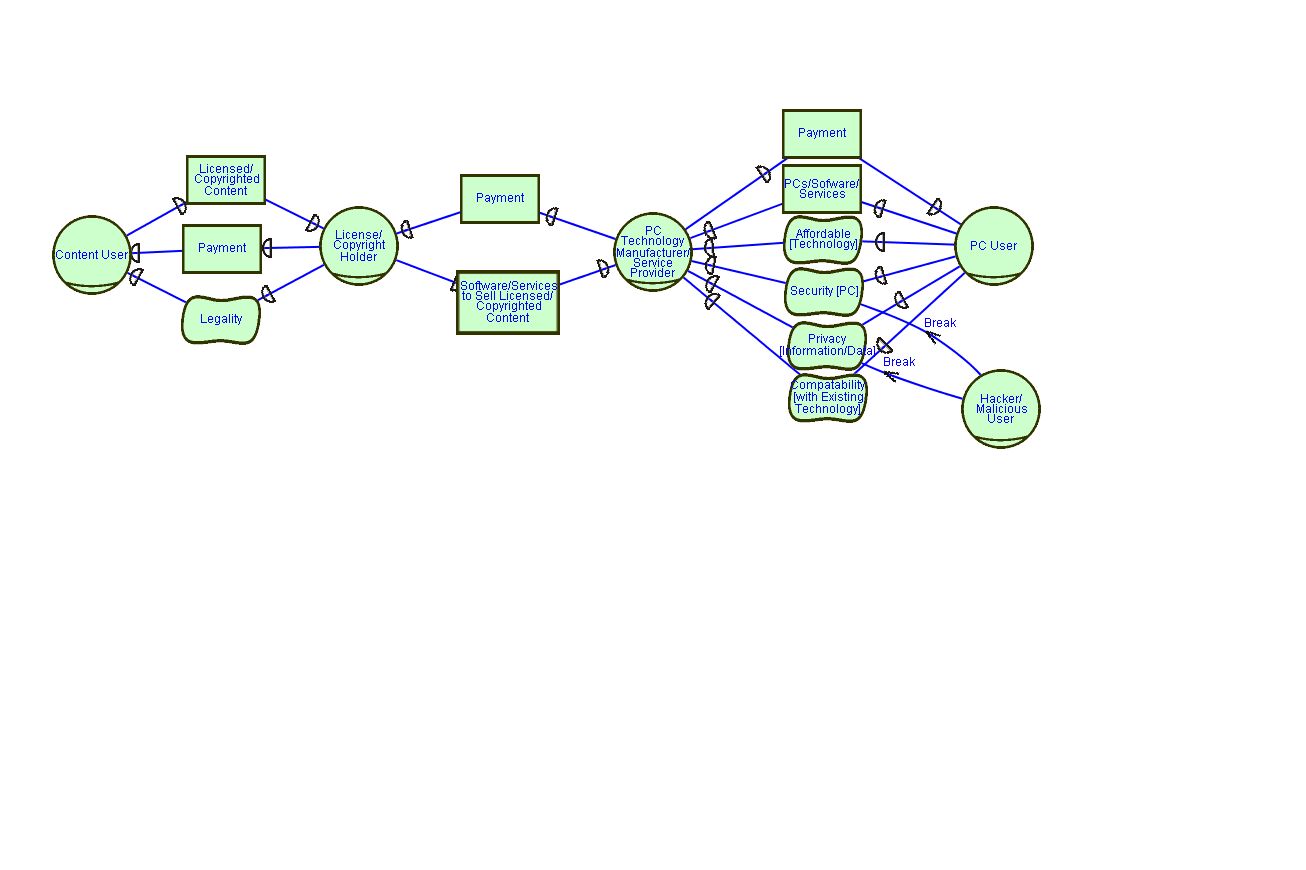 Licensed/
Copyrighted
Content
Content User
Payment
Legality
License/
Copyright
Holder
Payment
Software/Services
to Sell Licensed/
Copyrighted
Content
PC
Technology
Manufacturer/
Service
Provider
Payment
PCs/Sofware/
Services
Affordable
[Technology]
Security [PC]
Privacy
[Information/Data]
Compatability
[with Existing
Technology]
PC User
Break
Break
Hacker/
Malicious
User